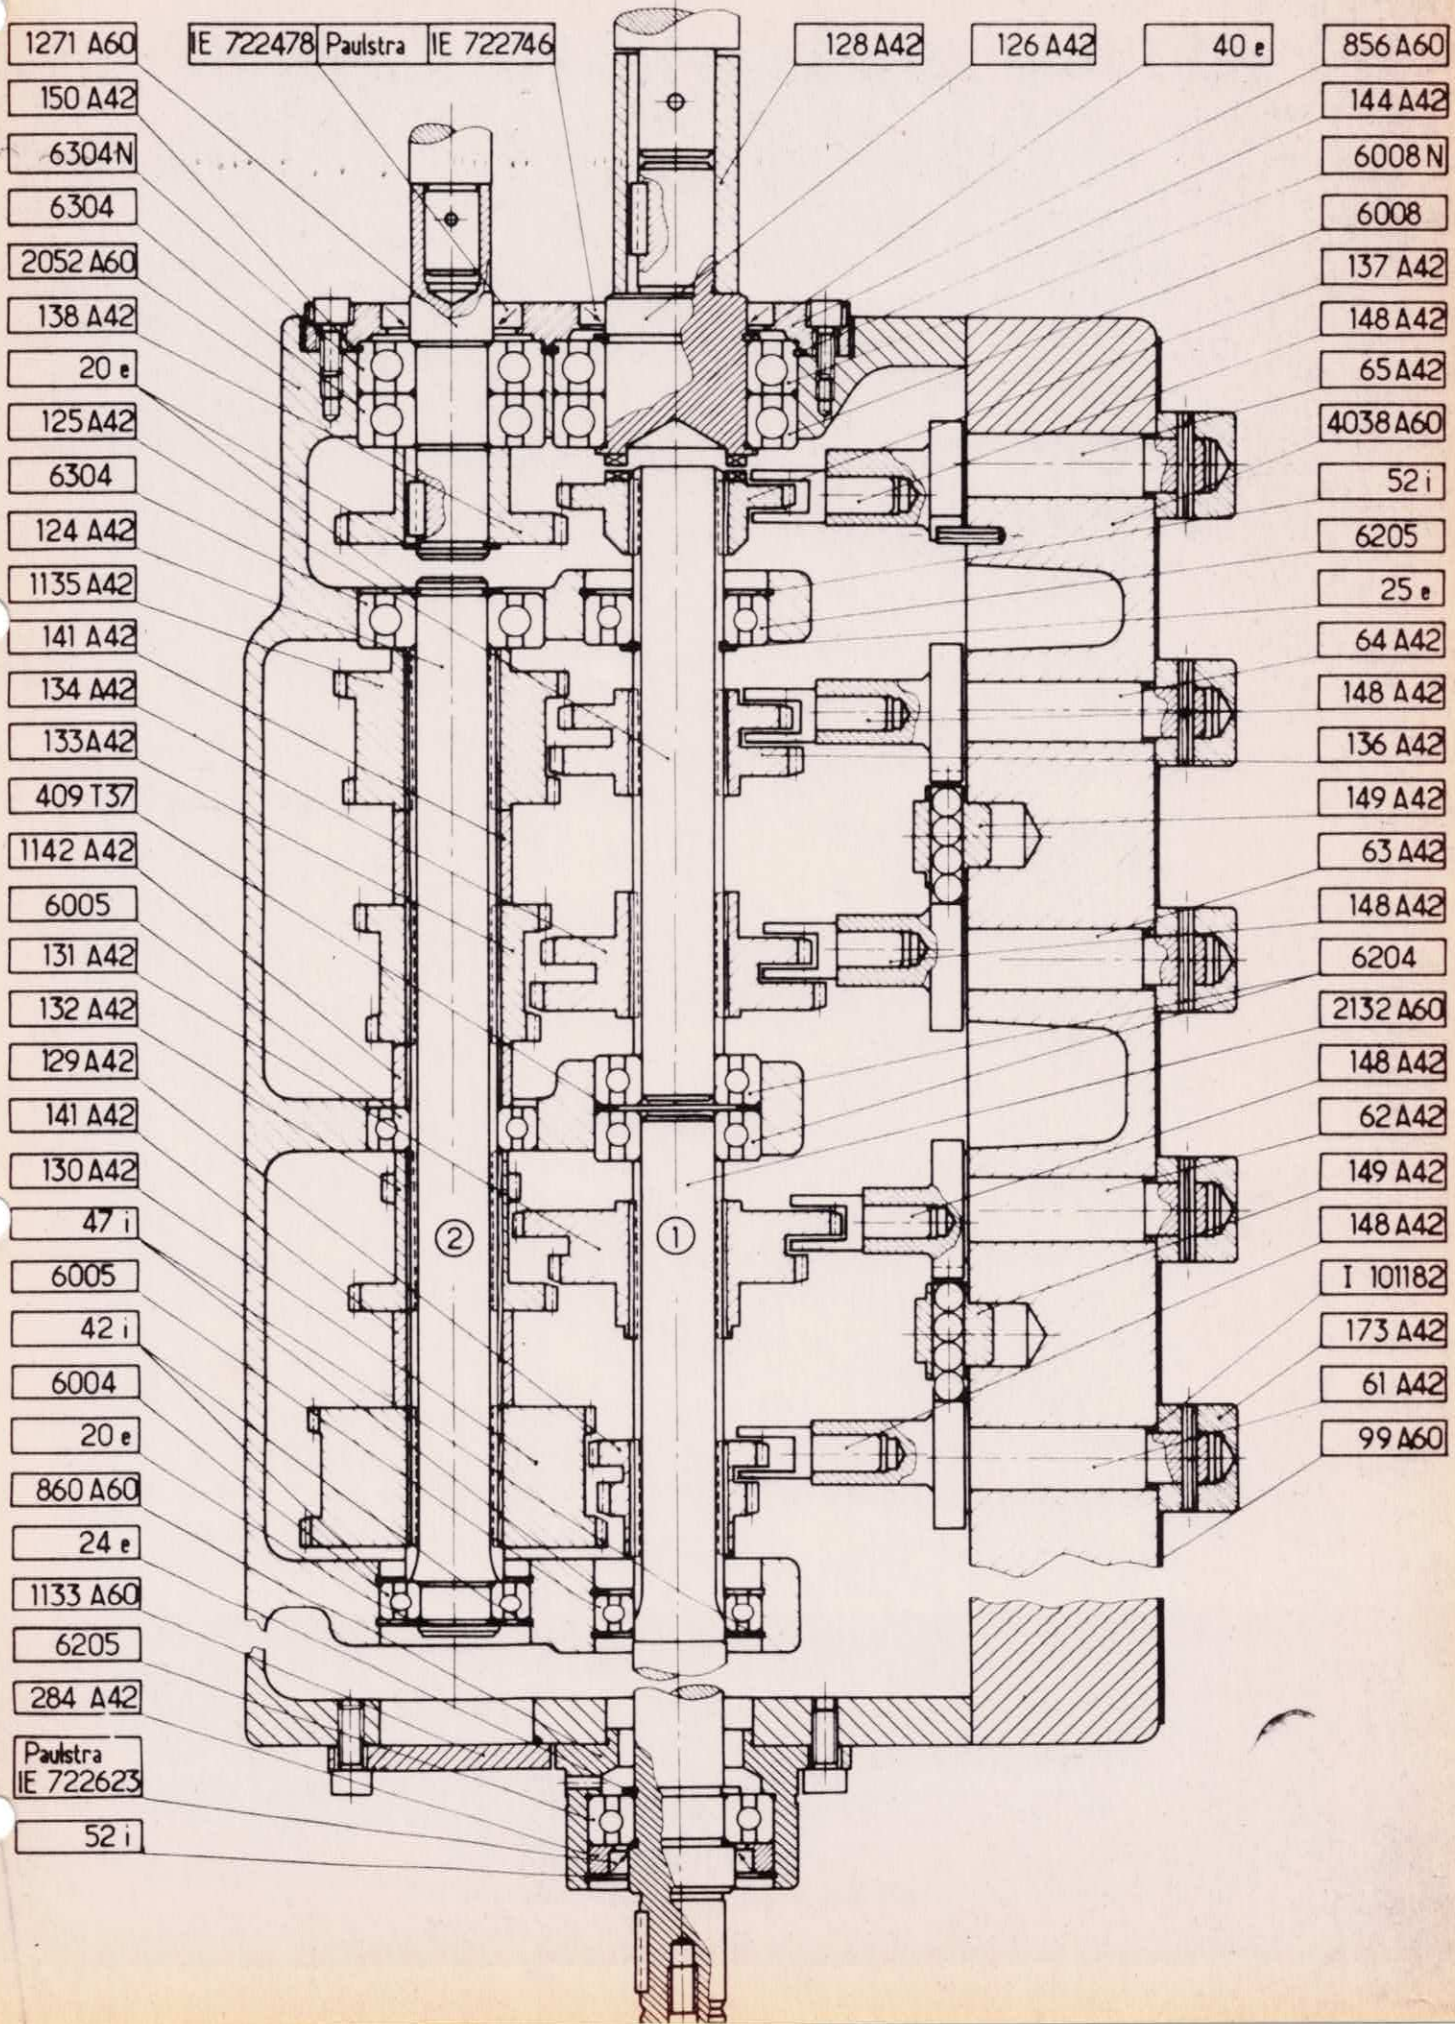 1271 A60
IE 722478 Paulstra IE 722746
128 A42
126 A42
40 e
856 A60
150 A42
6304 N
6304
2052 A60
138 A42
20 e
125 A42
6304
124 A42
1135 A42
141 A42
134 A42
133 A42
409 T37
1142 A42
6005
131 A42
132 A42
129 A42
141 A42
130 A42
47 i
6005
42 i
6004
20 e
860 A60
24 e
1133 A60
6205
284 A42
Paulstra
IE 722623
52 i
144 A42
6008 N
6008
137 A42
148 A42
65 A42
4038 A60
52 i
6205
25 e
64 A42
148 A42
136 A42
149 A42
63 A42
148 A42
6204
2132 A60
148 A42
62 A42
149 A42
148 A42
I 101182
173 A42
61 A42
99 A60
2
1